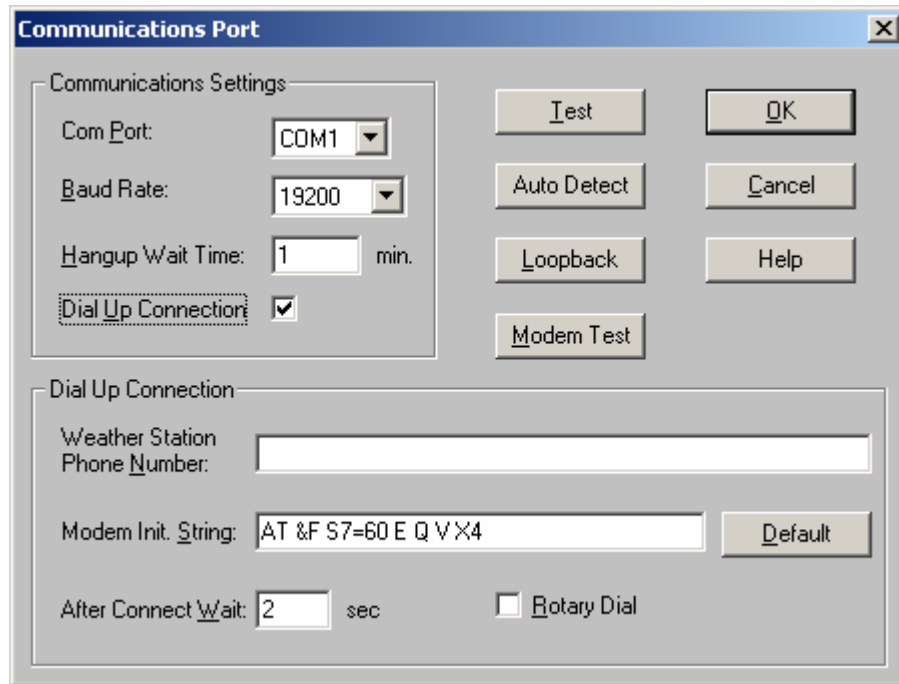 Communications Port
Communications Settings
Com Port: COM1
Baud Rate: 19200
Hangup Wait Time: 1 min.
Dial Up Connection
Test
OK
Auto Detect
Cancel
Loopback
Help
Modem Test
Dial Up Connection
Weather Station
Phone Number:
Modem Init. String: AT &F S7=60 E Q V X4
Default
After Connect Wait: 2 sec
Rotary Dial